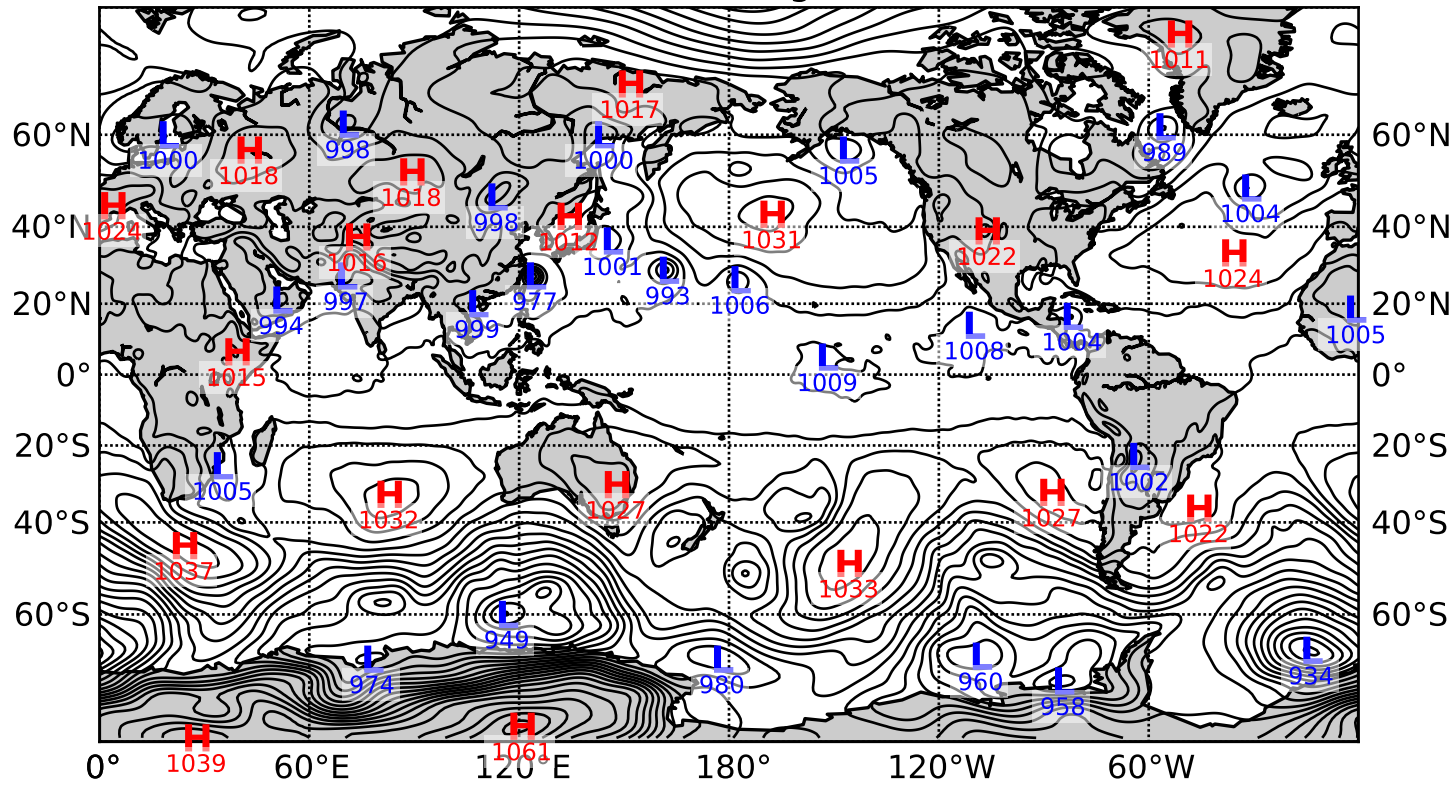 H
1011
H
1017
60°N
60°N
L
1000
H
1018
L
998
L
1000
L
1005
L
989
H
1018
L
998
L
1004
H
1024
40°N
40°N
H
1012
H
1031
H
1022
H
1016
L
1001
H
1024
L
997
L
977
L
993
L
1006
20°N
20°N
L
994
L
999
L
1008
L
1004
L
1005
H
1015
L
1009
0°
0°
20°S
20°S
L
1005
H
1032
H
1027
H
1027
L
1002
H
1022
40°S
40°S
H
1037
H
1033
60°S
60°S
L
949
L
974
L
980
L
960
L
958
L
934
H
1039
H
1061
0°
60°E
120°E
180°
120°W
60°W